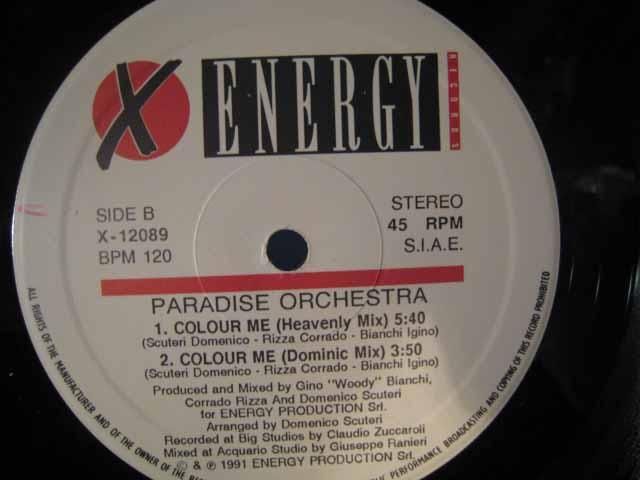 X ENERGY RECORDS
SIDE B
X-12089
BPM 120
STEREO
45 RPM
S.I.A.E.
PARADISE ORCHESTRA
1. COLOUR ME (Heavenly Mix) 5:40
(Scuteri Domenico - Rizza Corrado - Bianchi Igino)
2. COLOUR ME (Dominic Mix) 3:50
(Scuteri Domenico - Rizza Corrado - Bianchi Igino)
Produced and Mixed by Gino "Woody" Bianchi,
Corrado Rizza And Domenico Scuteri
for ENERGY PRODUCTION Srl.
Arranged by Domenico Scuteri
Recorded at Big Studios by Claudio Zuccaroli
Mixed at Acquario Studio by Giuseppe Ranieri
© & ℗ 1991 ENERGY PRODUCTION Srl.
ALL RIGHTS OF THE MANUFACTURER AND OF THE OWNER OF THE
PERFORMANCE BROADCASTING AND COPYING OF THIS RECORD PROHIBITED